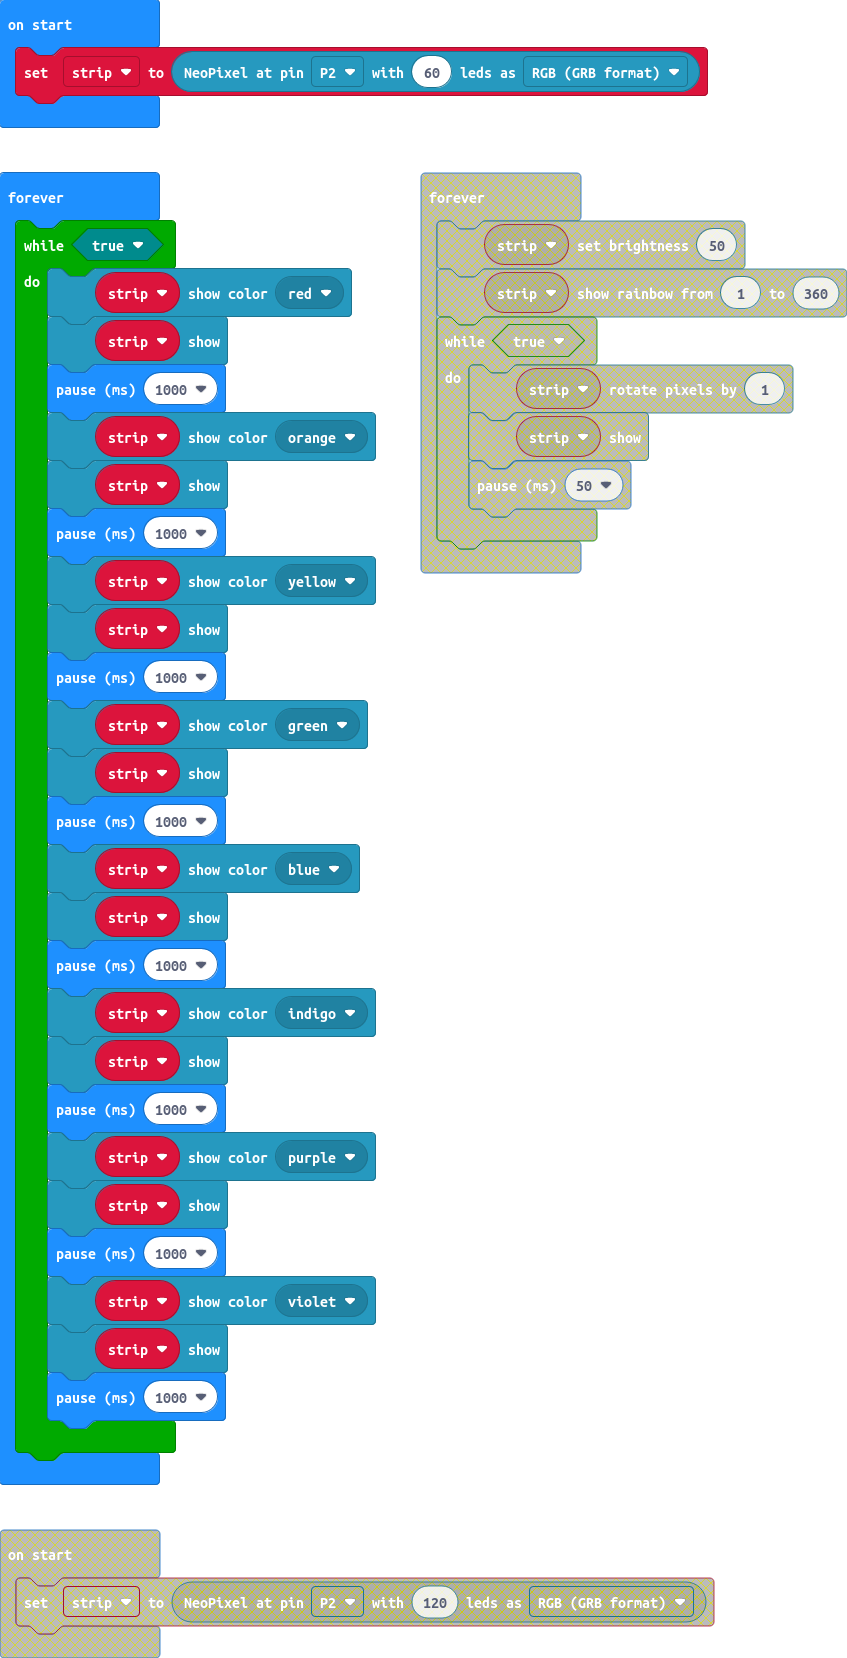 on start
set strip to NeoPixel at pin P2 with 60 leds as RGB (GRB format)
forever
while true
do
strip show color red
strip show
pause (ms) 1000
strip show color orange
strip show
pause (ms) 1000
strip show color yellow
strip show
pause (ms) 1000
strip show color green
strip show
pause (ms) 1000
strip show color blue
strip show
pause (ms) 1000
strip show color indigo
strip show
pause (ms) 1000
strip show color purple
strip show
pause (ms) 1000
strip show color violet
strip show
pause (ms) 1000
forever
strip set brightness 50
strip show rainbow from 1 to 360
while true
do
strip rotate pixels by 1
strip show
pause (ms) 50
on start
set strip to NeoPixel at pin P2 with 120 leds as RGB (GRB format)